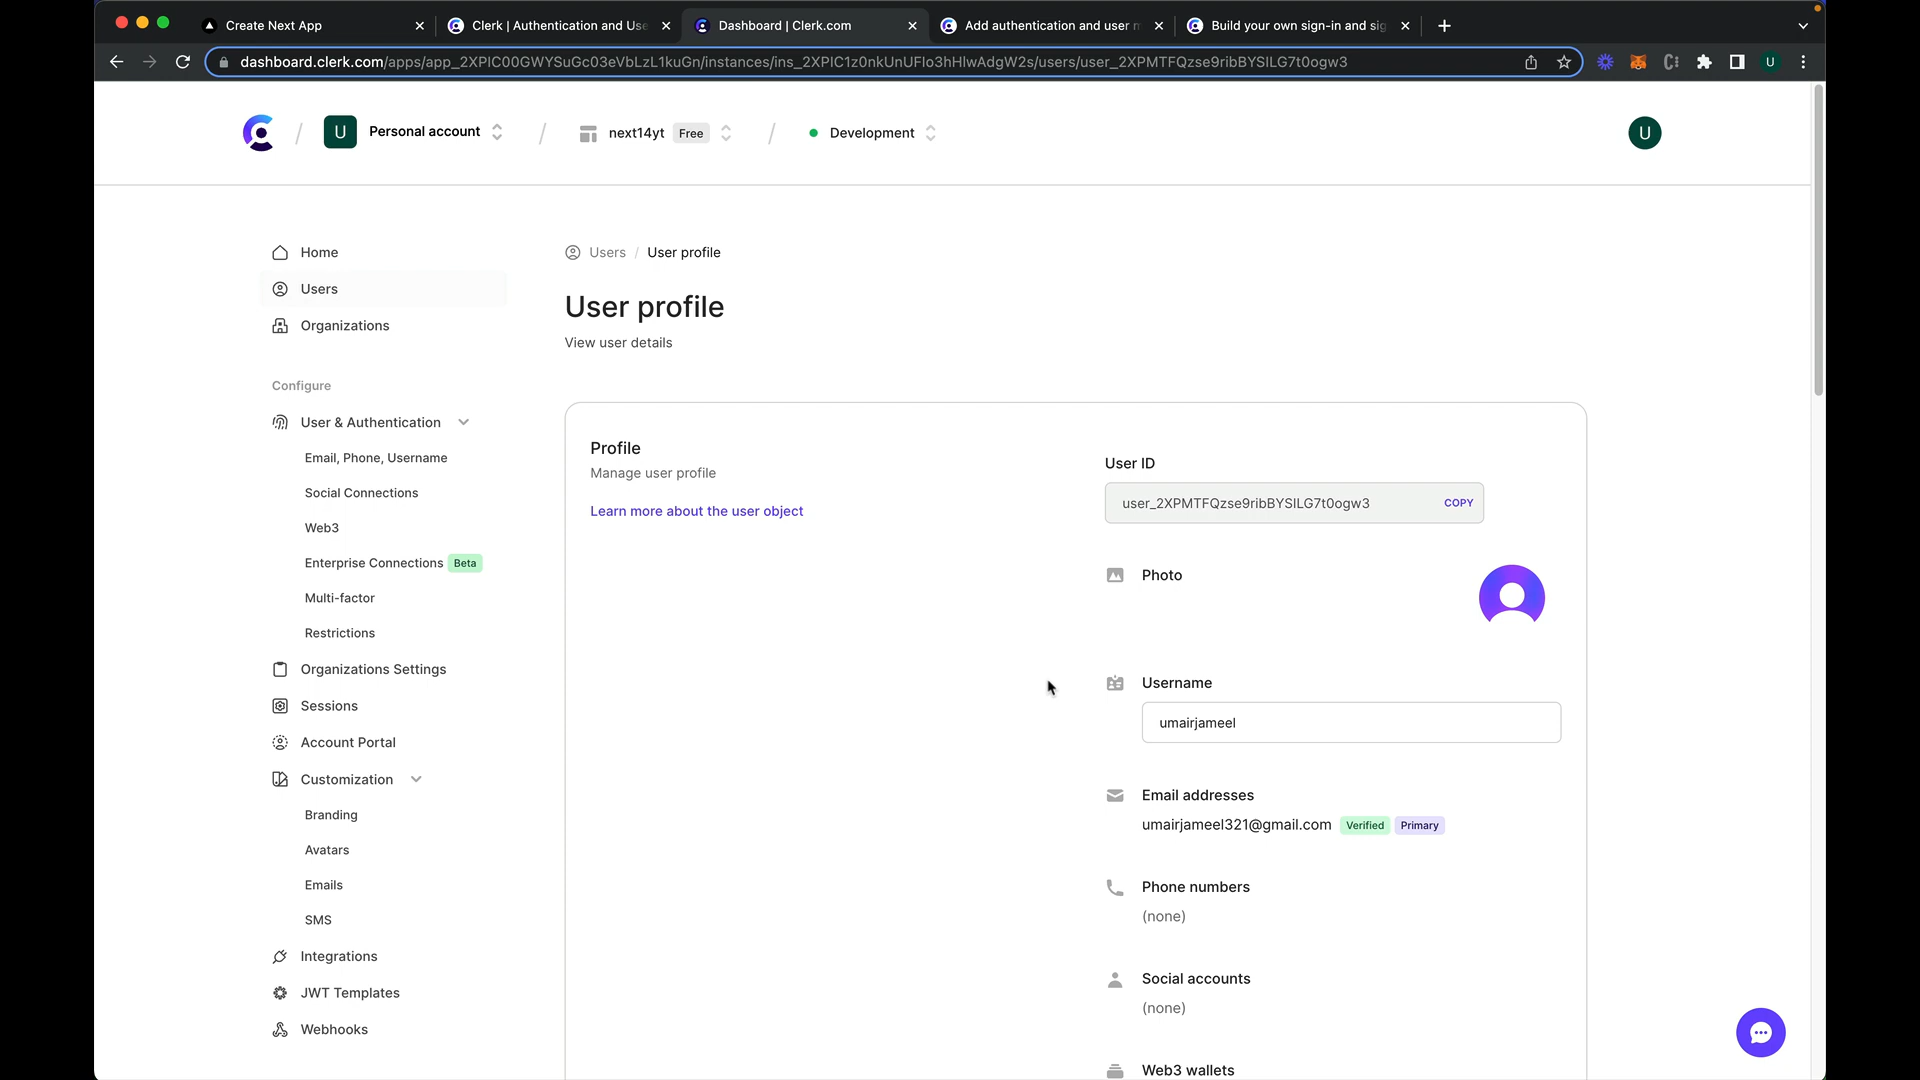 Create Next App
Clerk | Authentication and Use
Dashboard | Clerk.com
Add authentication and user m
Build your own sign-in and sig
dashboard.clerk.com/apps/app_2XPIC00GWYSuGc03eVbLzL1kuGn/instances/ins_2XPIC1z0nkUnUFIo3hHlwAdgW2s/users/user_2XPMTFQzse9ribBYSILG7t0ogw3
U
U
Personal account
next14yt
Free
Development
U
Home
Users
Organizations
Configure
User & Authentication
Email, Phone, Username
Social Connections
Web3
Enterprise Connections Beta
Multi-factor
Restrictions
Organizations Settings
Sessions
Account Portal
Customization
Branding
Avatars
Emails
SMS
Integrations
JWT Templates
Webhooks
Users / User profile
User profile
View user details
Profile
Manage user profile
Learn more about the user object
User ID
user_2XPMTFQzse9ribBYSILG7t0ogw3 COPY
Photo
Username
umairjameel
Email addresses
umairjameel321@gmail.com Verified Primary
Phone numbers
(none)
Social accounts
(none)
Web3 wallets